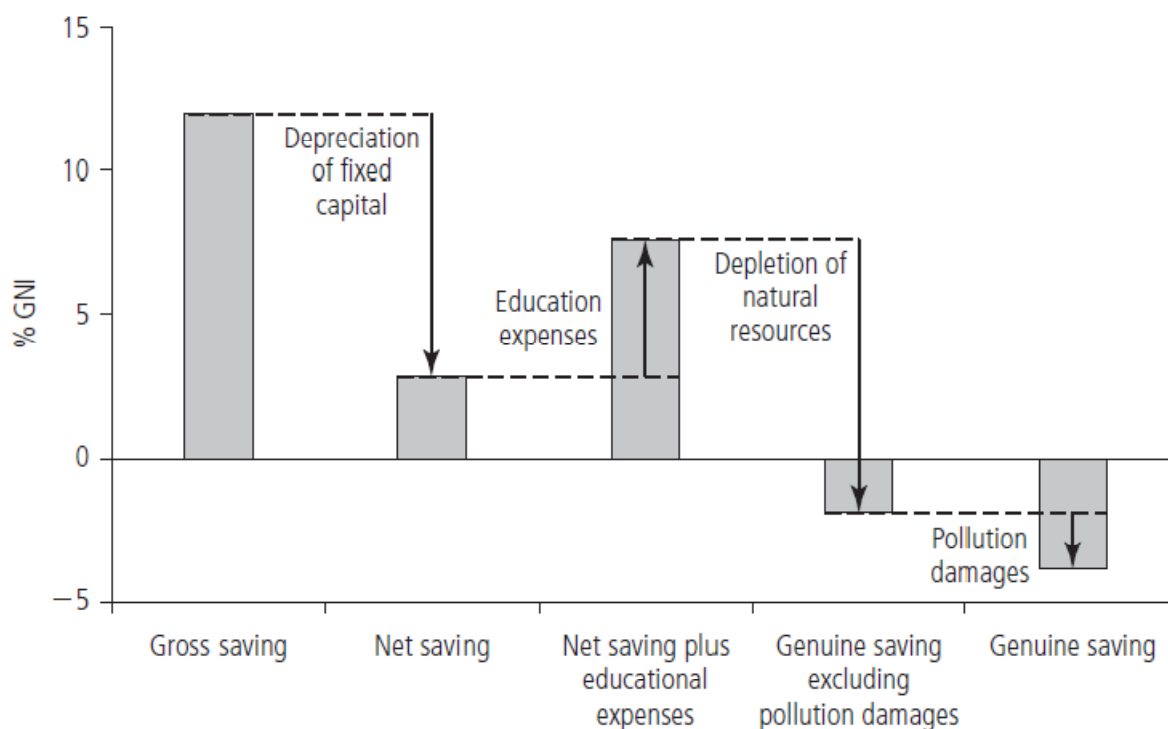 15
Depreciation
of fixed
capital
10
Depletion of
natural
resources
Education
expenses
5
% GNI
0
Pollution
damages
−5
Gross saving
Net saving
Net saving plus
educational
expenses
Genuine saving
excluding
pollution damages
Genuine saving